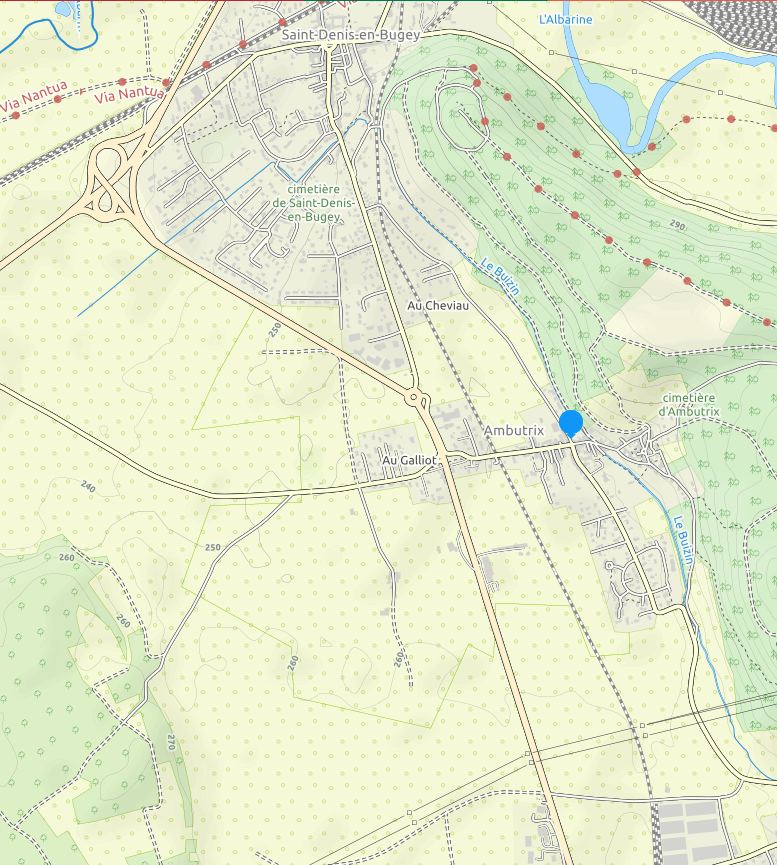 L'Albarine
Via
Saint-Denis-en-Bugey
Via Nantua
Via Nantua
cimetière
de Saint-Denis-
en-Bugey
290
Le Buizin
Au Cheviau
250
cimetière
d'Ambutrix
Ambutrix
Au Galliot
240
Le Buizin
250
260
260
260
260
270